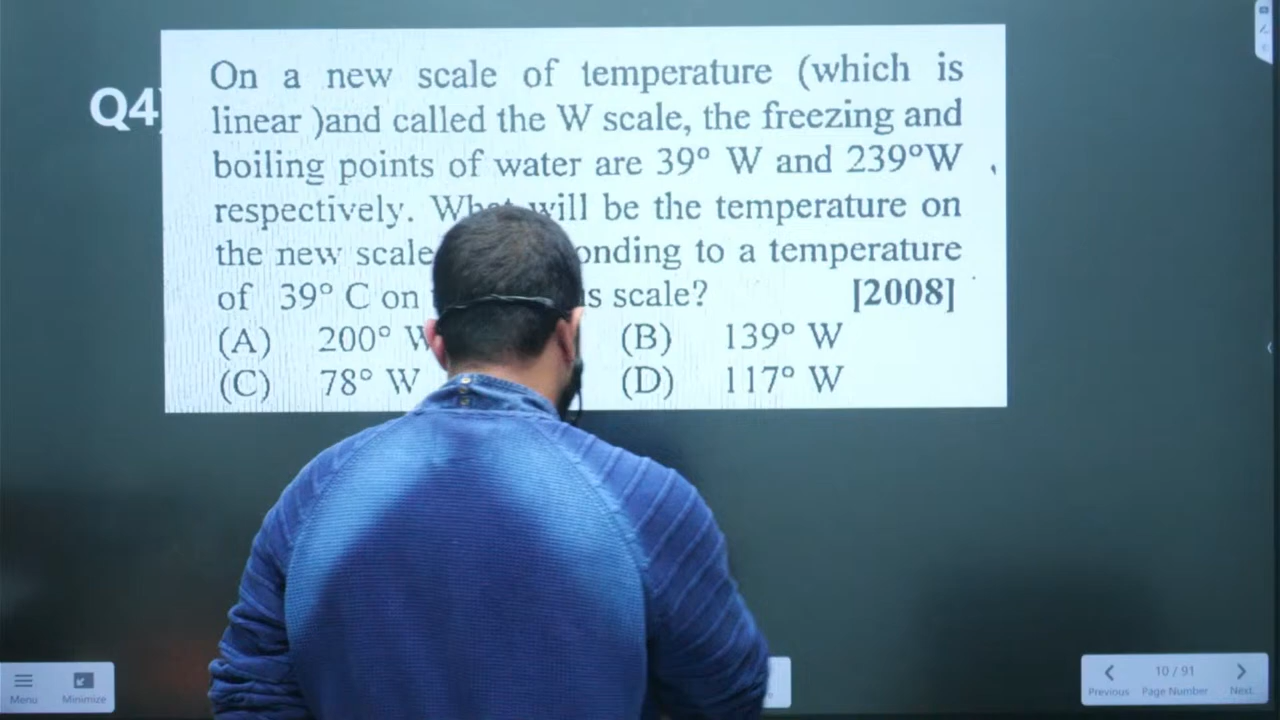 Q4)
On a new scale of temperature (which is
linear )and called the W scale, the freezing and
boiling points of water are 39° W and 239°W
respectively. What will be the temperature on
the new scale onding to a temperature
of 39° C on s scale? [2008]
(A) 200° W (B) 139° W
(C) 78° W (D) 117° W
Menu Minimize
Previous 10 / 91 Page Number Next